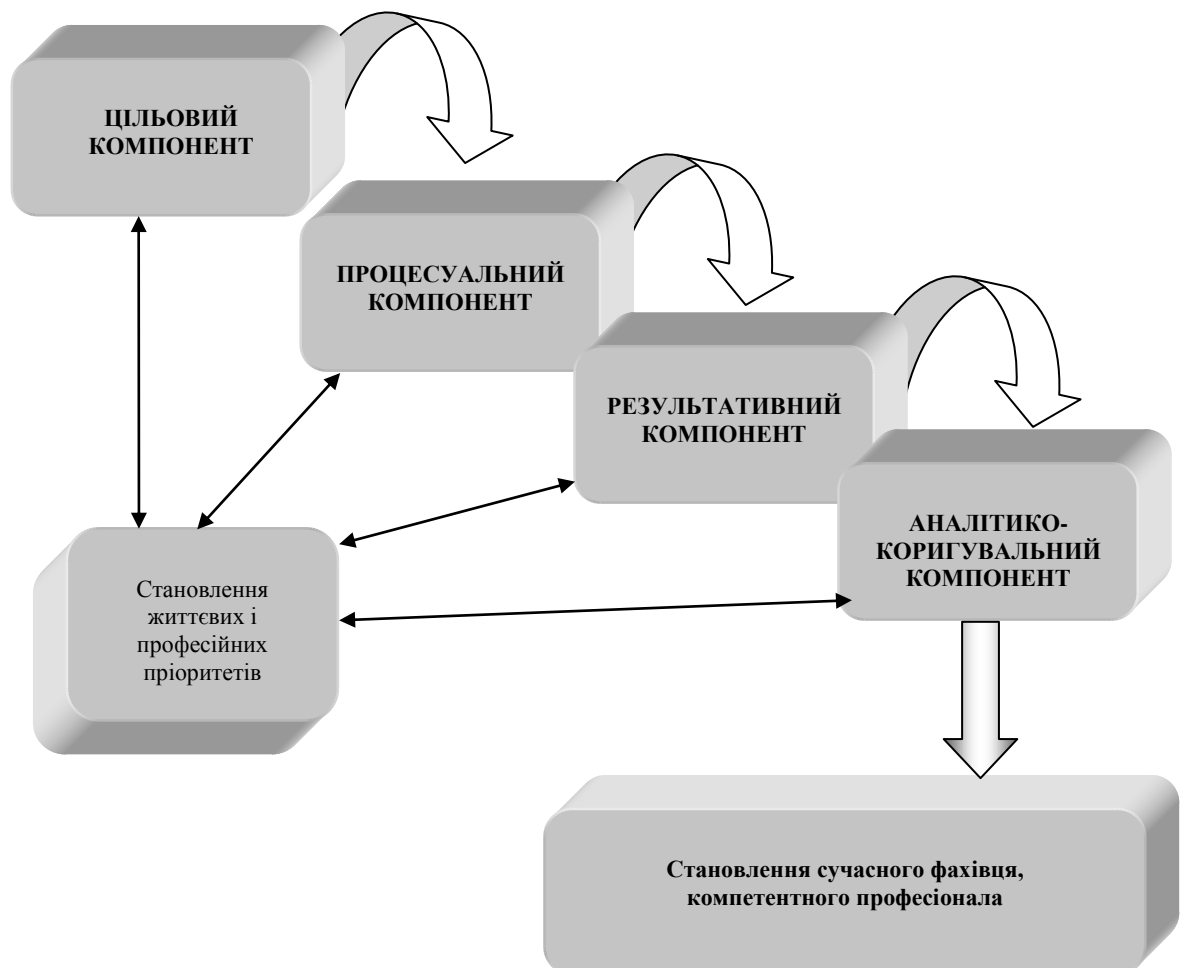 ЦІЛЬОВИЙ
КОМПОНЕНТ
ПРОЦЕСУАЛЬНИЙ
КОМПОНЕНТ
РЕЗУЛЬТАТИВНИЙ
КОМПОНЕНТ
АНАЛІТИКО-
КОРИГУВАЛЬНИЙ
КОМПОНЕНТ
Становлення
життєвих і
професійних
пріоритетів
Становлення сучасного фахівця,
компетентного професіонала